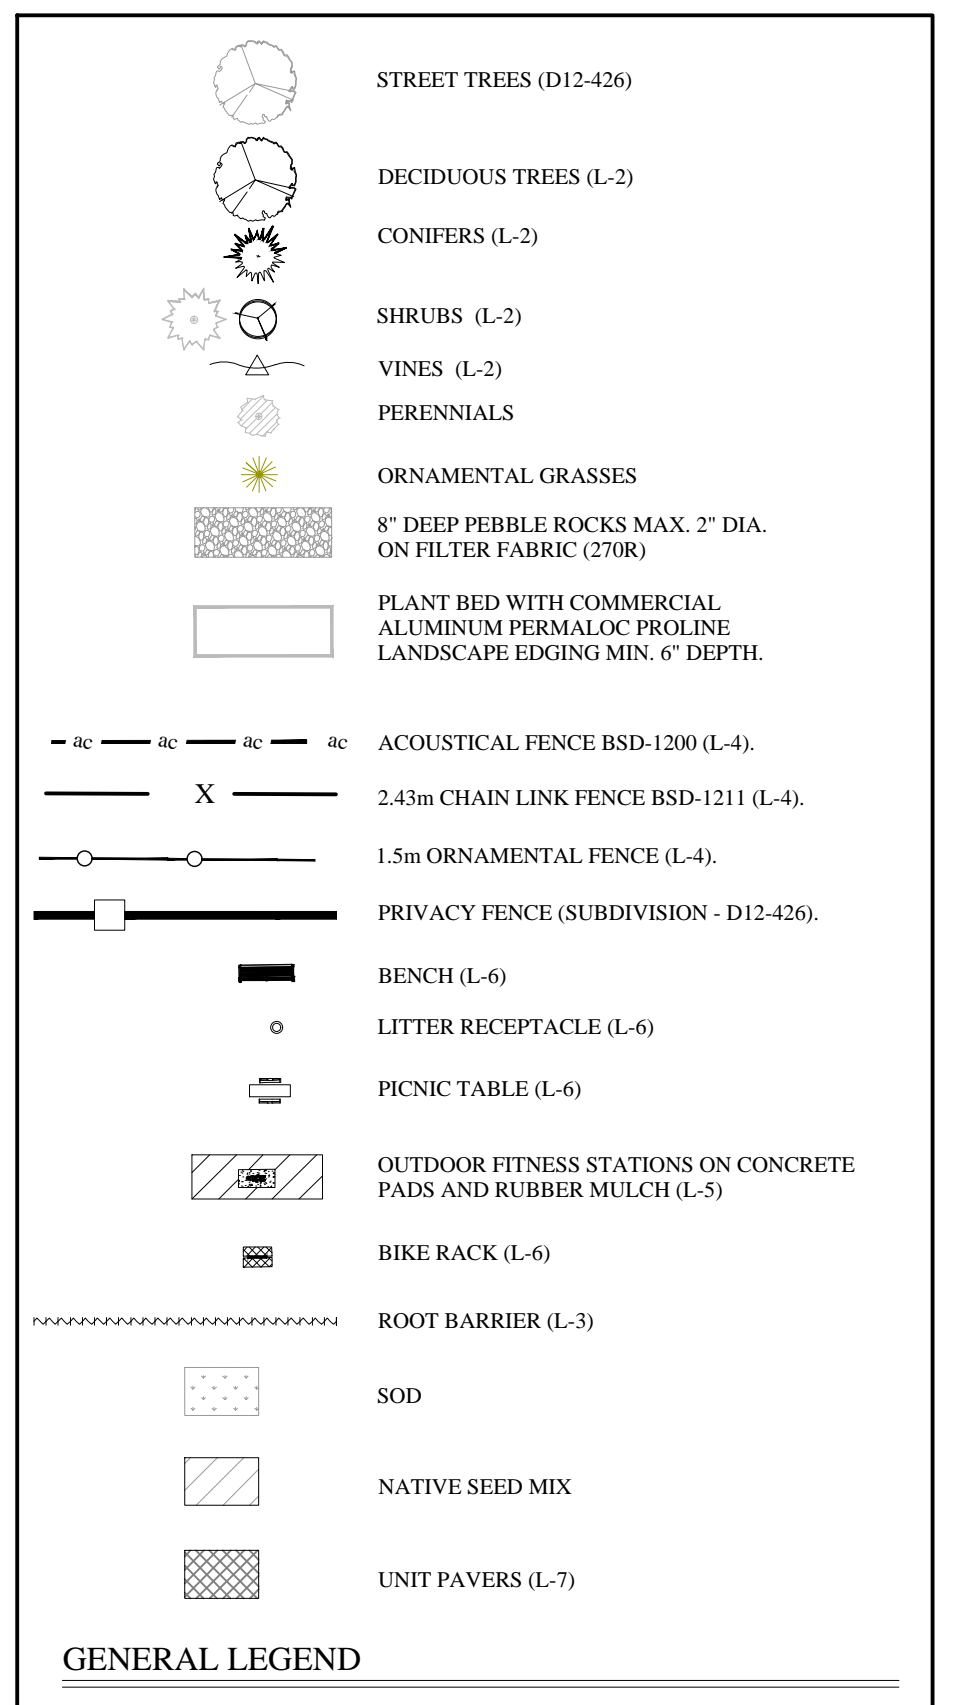 STREET TREES (D12-426)
DECIDUOUS TREES (L-2)
CONIFERS (L-2)
SHRUBS (L-2)
VINES (L-2)
PERENNIALS
ORNAMENTAL GRASSES
8" DEEP PEBBLE ROCKS MAX. 2" DIA.
ON FILTER FABRIC (270R)
PLANT BED WITH COMMERCIAL
ALUMINUM PERMALOC PROLINE
LANDSCAPE EDGING MIN. 6" DEPTH.
ac ac ac ac ACOUSTICAL FENCE BSD-1200 (L-4).
X 2.43m CHAIN LINK FENCE BSD-1211 (L-4).
1.5m ORNAMENTAL FENCE (L-4).
PRIVACY FENCE (SUBDIVISION - D12-426).
BENCH (L-6)
LITTER RECEPTACLE (L-6)
PICNIC TABLE (L-6)
OUTDOOR FITNESS STATIONS ON CONCRETE
PADS AND RUBBER MULCH (L-5)
BIKE RACK (L-6)
ROOT BARRIER (L-3)
SOD
NATIVE SEED MIX
UNIT PAVERS (L-7)
GENERAL LEGEND